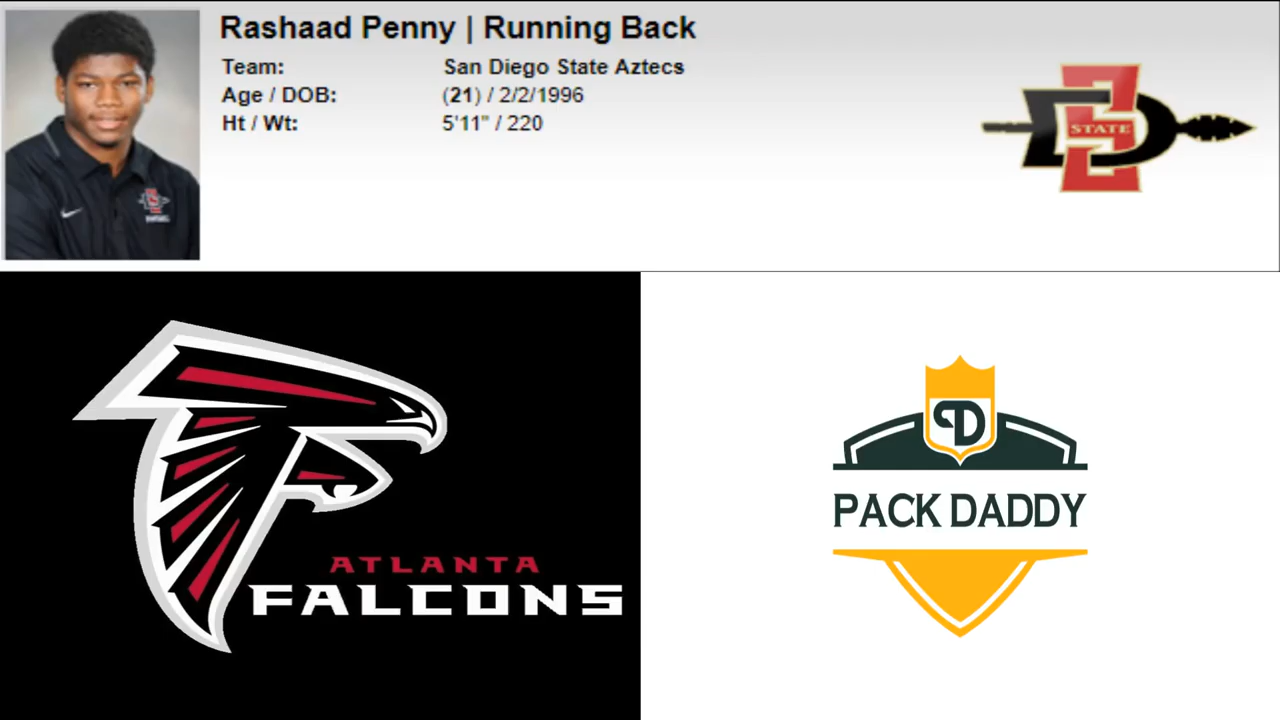 Rashaad Penny | Running Back
Team: San Diego State Aztecs
Age / DOB: (21) / 2/2/1996
Ht / Wt: 5'11" / 220
STATE
ATLANTA
FALCONS
PD
PACK DADDY